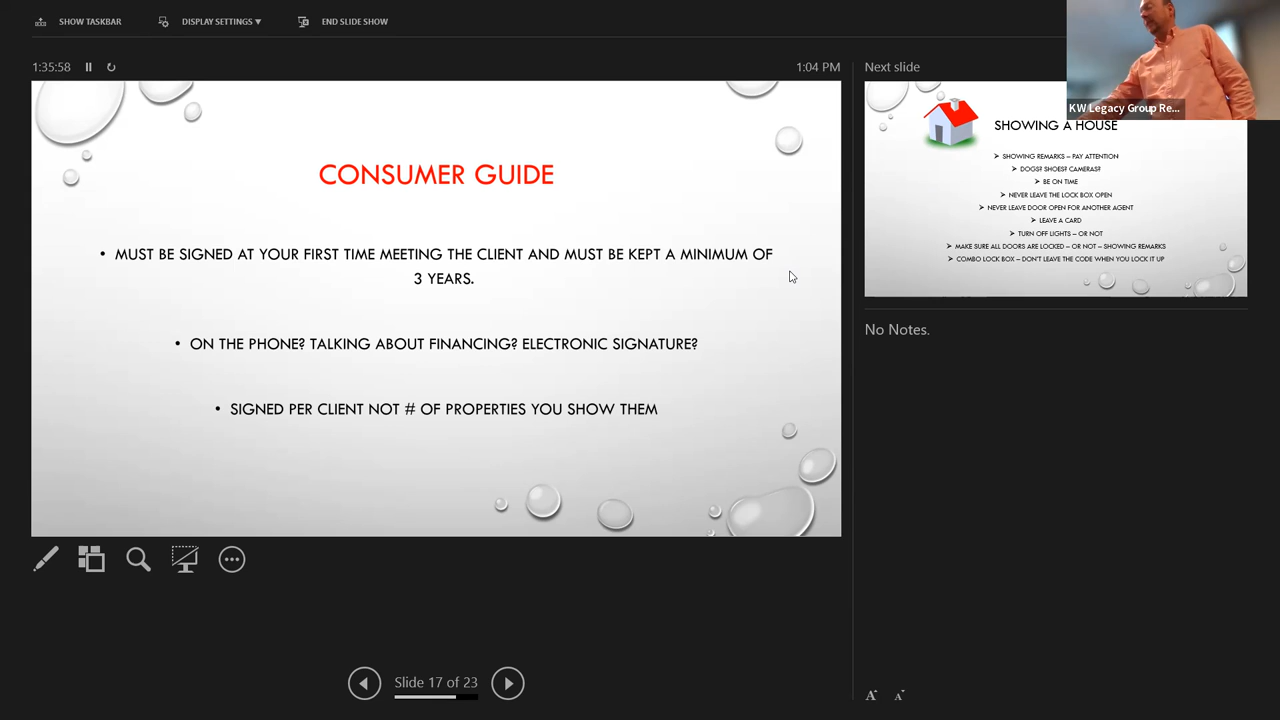 SHOW TASKBAR
DISPLAY SETTINGS ▼
END SLIDE SHOW
1:35:58
1:04 PM
CONSUMER GUIDE
• MUST BE SIGNED AT YOUR FIRST TIME MEETING THE CLIENT AND MUST BE KEPT A MINIMUM OF
3 YEARS.
• ON THE PHONE? TALKING ABOUT FINANCING? ELECTRONIC SIGNATURE?
• SIGNED PER CLIENT NOT # OF PROPERTIES YOU SHOW THEM
Slide 17 of 23
Next slide
KW Legacy Group Re...
SHOWING A HOUSE
➢ SHOWING REMARKS – PAY ATTENTION
➢ DOGS? SHOES? CAMERAS?
➢ BE ON TIME
➢ NEVER LEAVE THE LOCK BOX OPEN
➢ NEVER LEAVE DOOR OPEN FOR ANOTHER AGENT
➢ LEAVE A CARD
➢ TURN OFF LIGHTS – OR NOT
➢ MAKE SURE ALL DOORS ARE LOCKED – OR NOT – SHOWING REMARKS
➢ COMBO LOCK BOX – DON'T LEAVE THE CODE WHEN YOU LOCK IT UP
No Notes.
A A